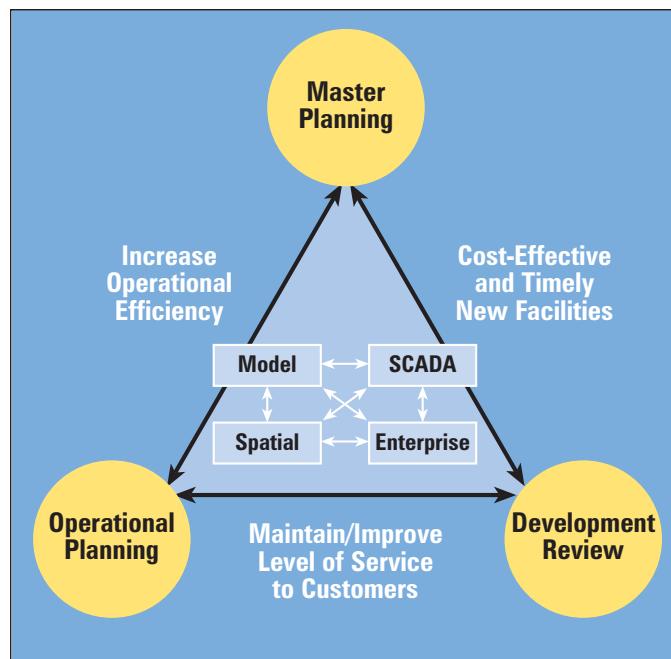 Master
Planning
Increase
Operational
Efficiency
Cost-Effective
and Timely
New Facilities
Model
SCADA
Spatial
Enterprise
Operational
Planning
Maintain/Improve
Level of Service
to Customers
Development
Review